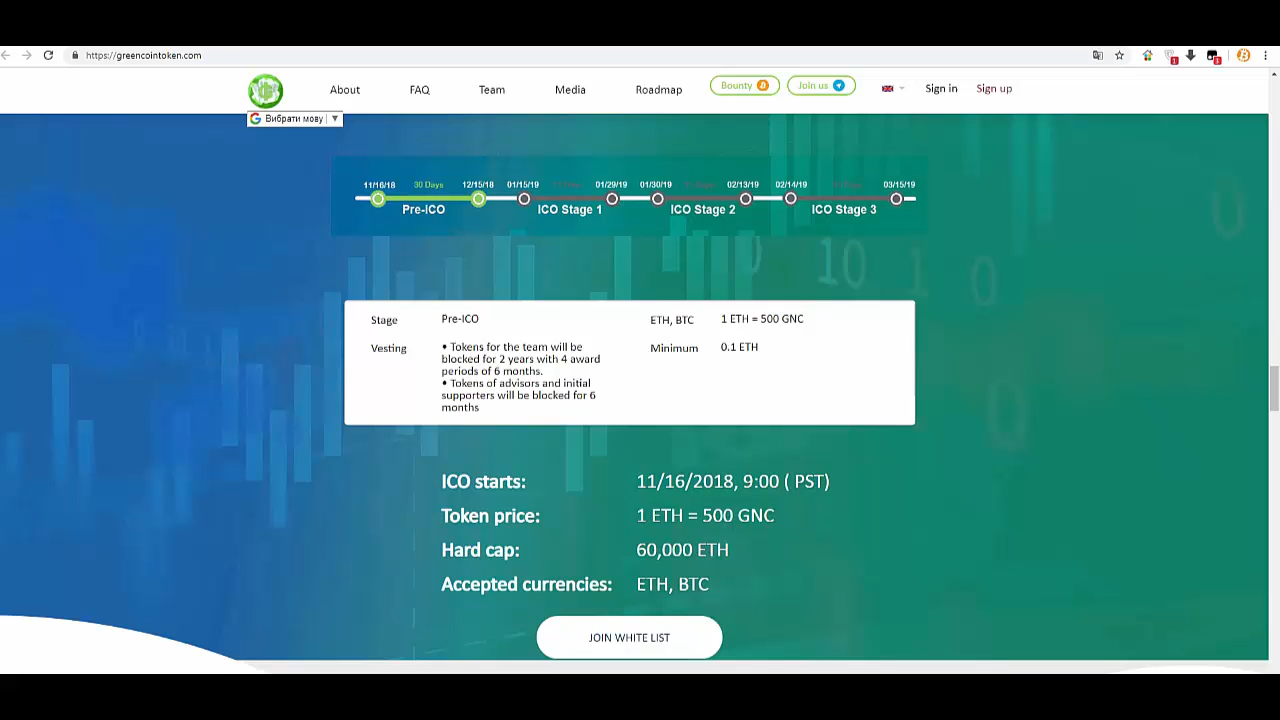 https://greencointoken.com
About FAQ Team Media Roadmap Bounty Join us Sign in Sign up
Вибрати мову
11/16/18 30 Days 12/15/18 01/15/19 01/29/19 01/30/19 02/13/19 02/14/19 03/15/19
Pre-ICO ICO Stage 1 ICO Stage 2 ICO Stage 3
Stage Pre-ICO ETH, BTC 1 ETH = 500 GNC
Vesting • Tokens for the team will be Minimum 0.1 ETH
blocked for 2 years with 4 award
periods of 6 months.
• Tokens of advisors and initial
supporters will be blocked for 6
months
ICO starts: 11/16/2018, 9:00 ( PST)
Token price: 1 ETH = 500 GNC
Hard cap: 60,000 ETH
Accepted currencies: ETH, BTC
JOIN WHITE LIST